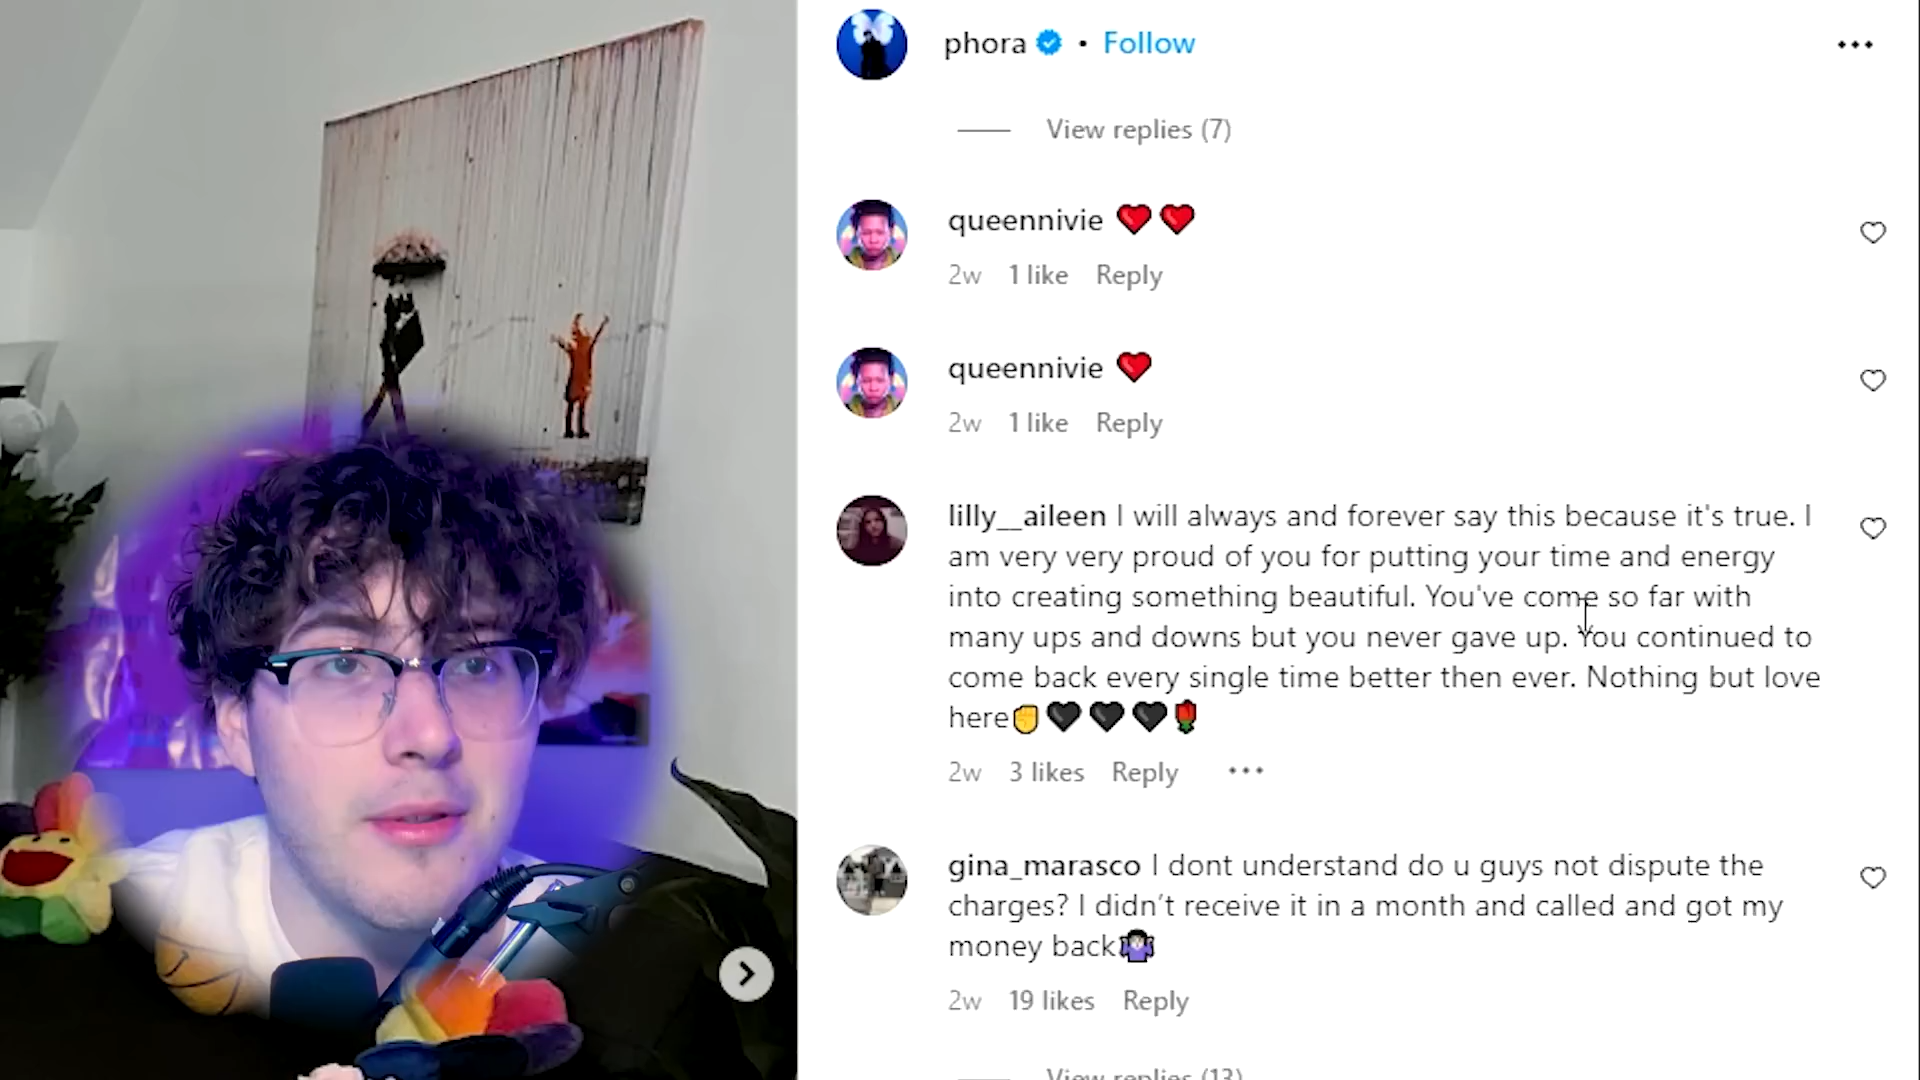 phora • Follow
View replies (7)
queennivie ❤️❤️
2w 1 like Reply
queennivie ❤️
2w 1 like Reply
lilly__aileen I will always and forever say this because it's true. I
am very very proud of you for putting your time and energy
into creating something beautiful. You've come so far with
many ups and downs but you never gave up. You continued to
come back every single time better then ever. Nothing but love
here✊🖤🖤🖤🌹
2w 3 likes Reply
gina_marasco I dont understand do u guys not dispute the
charges? I didn’t receive it in a month and called and got my
money back🤷🏻‍♀️
2w 19 likes Reply
View replies (13)